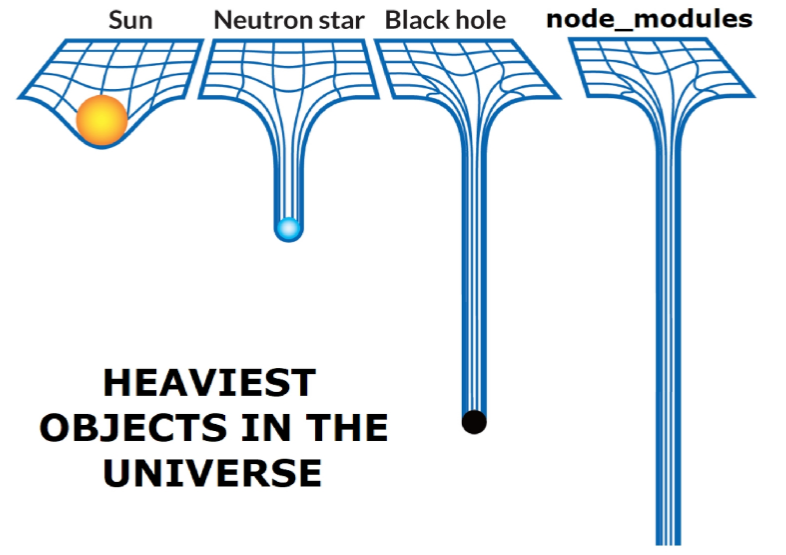 Sun
Neutron star
Black hole
node_modules
HEAVIEST
OBJECTS IN THE
UNIVERSE